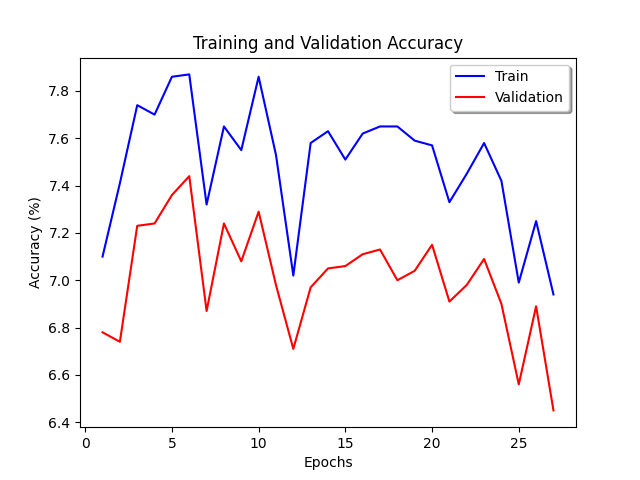 Training and Validation Accuracy
Train
Validation
Accuracy (%)
7.8
7.6
7.4
7.2
7.0
6.8
6.6
6.4
0 5 10 15 20 25
Epochs